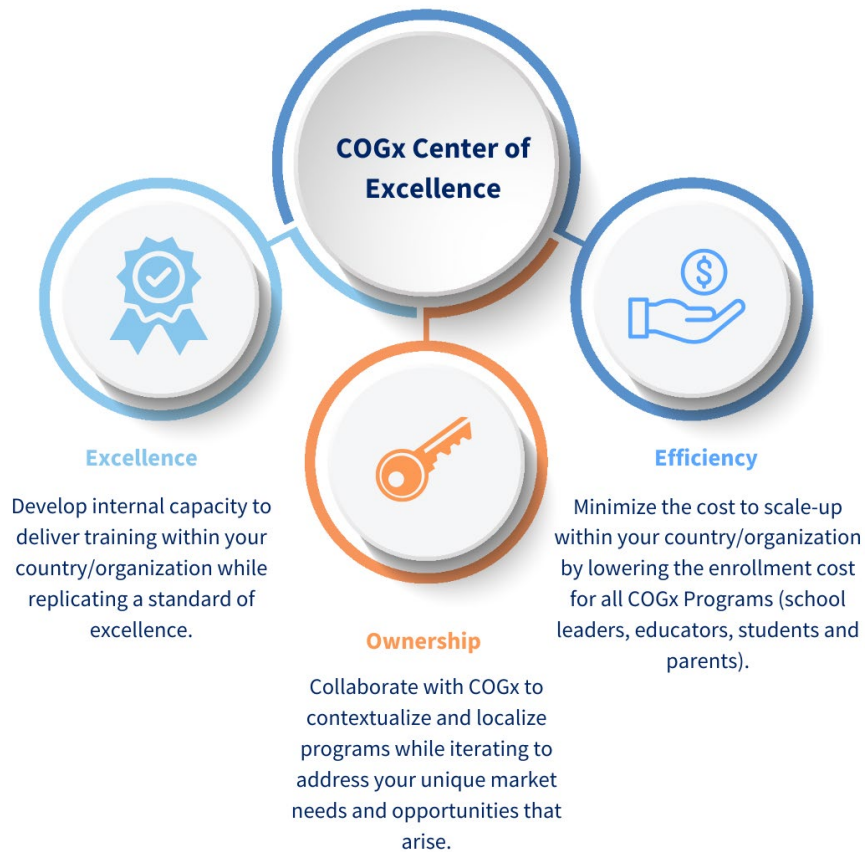 COGx Center of
Excellence
$
Excellence
Develop internal capacity to
deliver training within your
country/organization while
replicating a standard of
excellence.
Ownership
Collaborate with COGx to
contextualize and localize
programs while iterating to
address your unique market
needs and opportunities that
arise.
Efficiency
Minimize the cost to scale-up
within your country/organization
by lowering the enrollment cost
for all COGx Programs (school
leaders, educators, students and
parents).